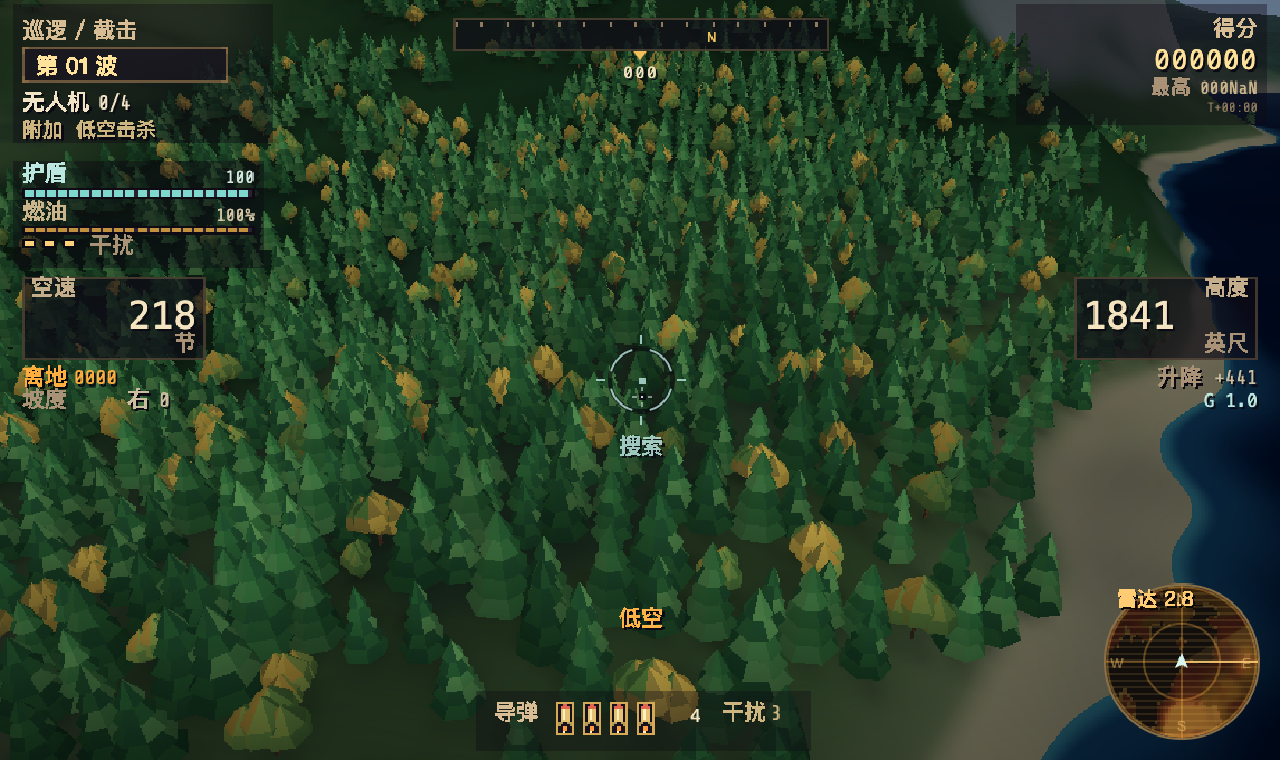 巡逻 / 截击
第 01 波
无人机 0/4
附加 低空击杀
护盾 100
燃油 100%
干扰
空速
218
节
离地 0000
坡度 右 0
N
000
得分
000000
最高 000NaN
T+00:00
高度
1841
英尺
升降 +441
G 1.0
搜索
低空
导弹 4 干扰 3
雷达 2.8
W E
S